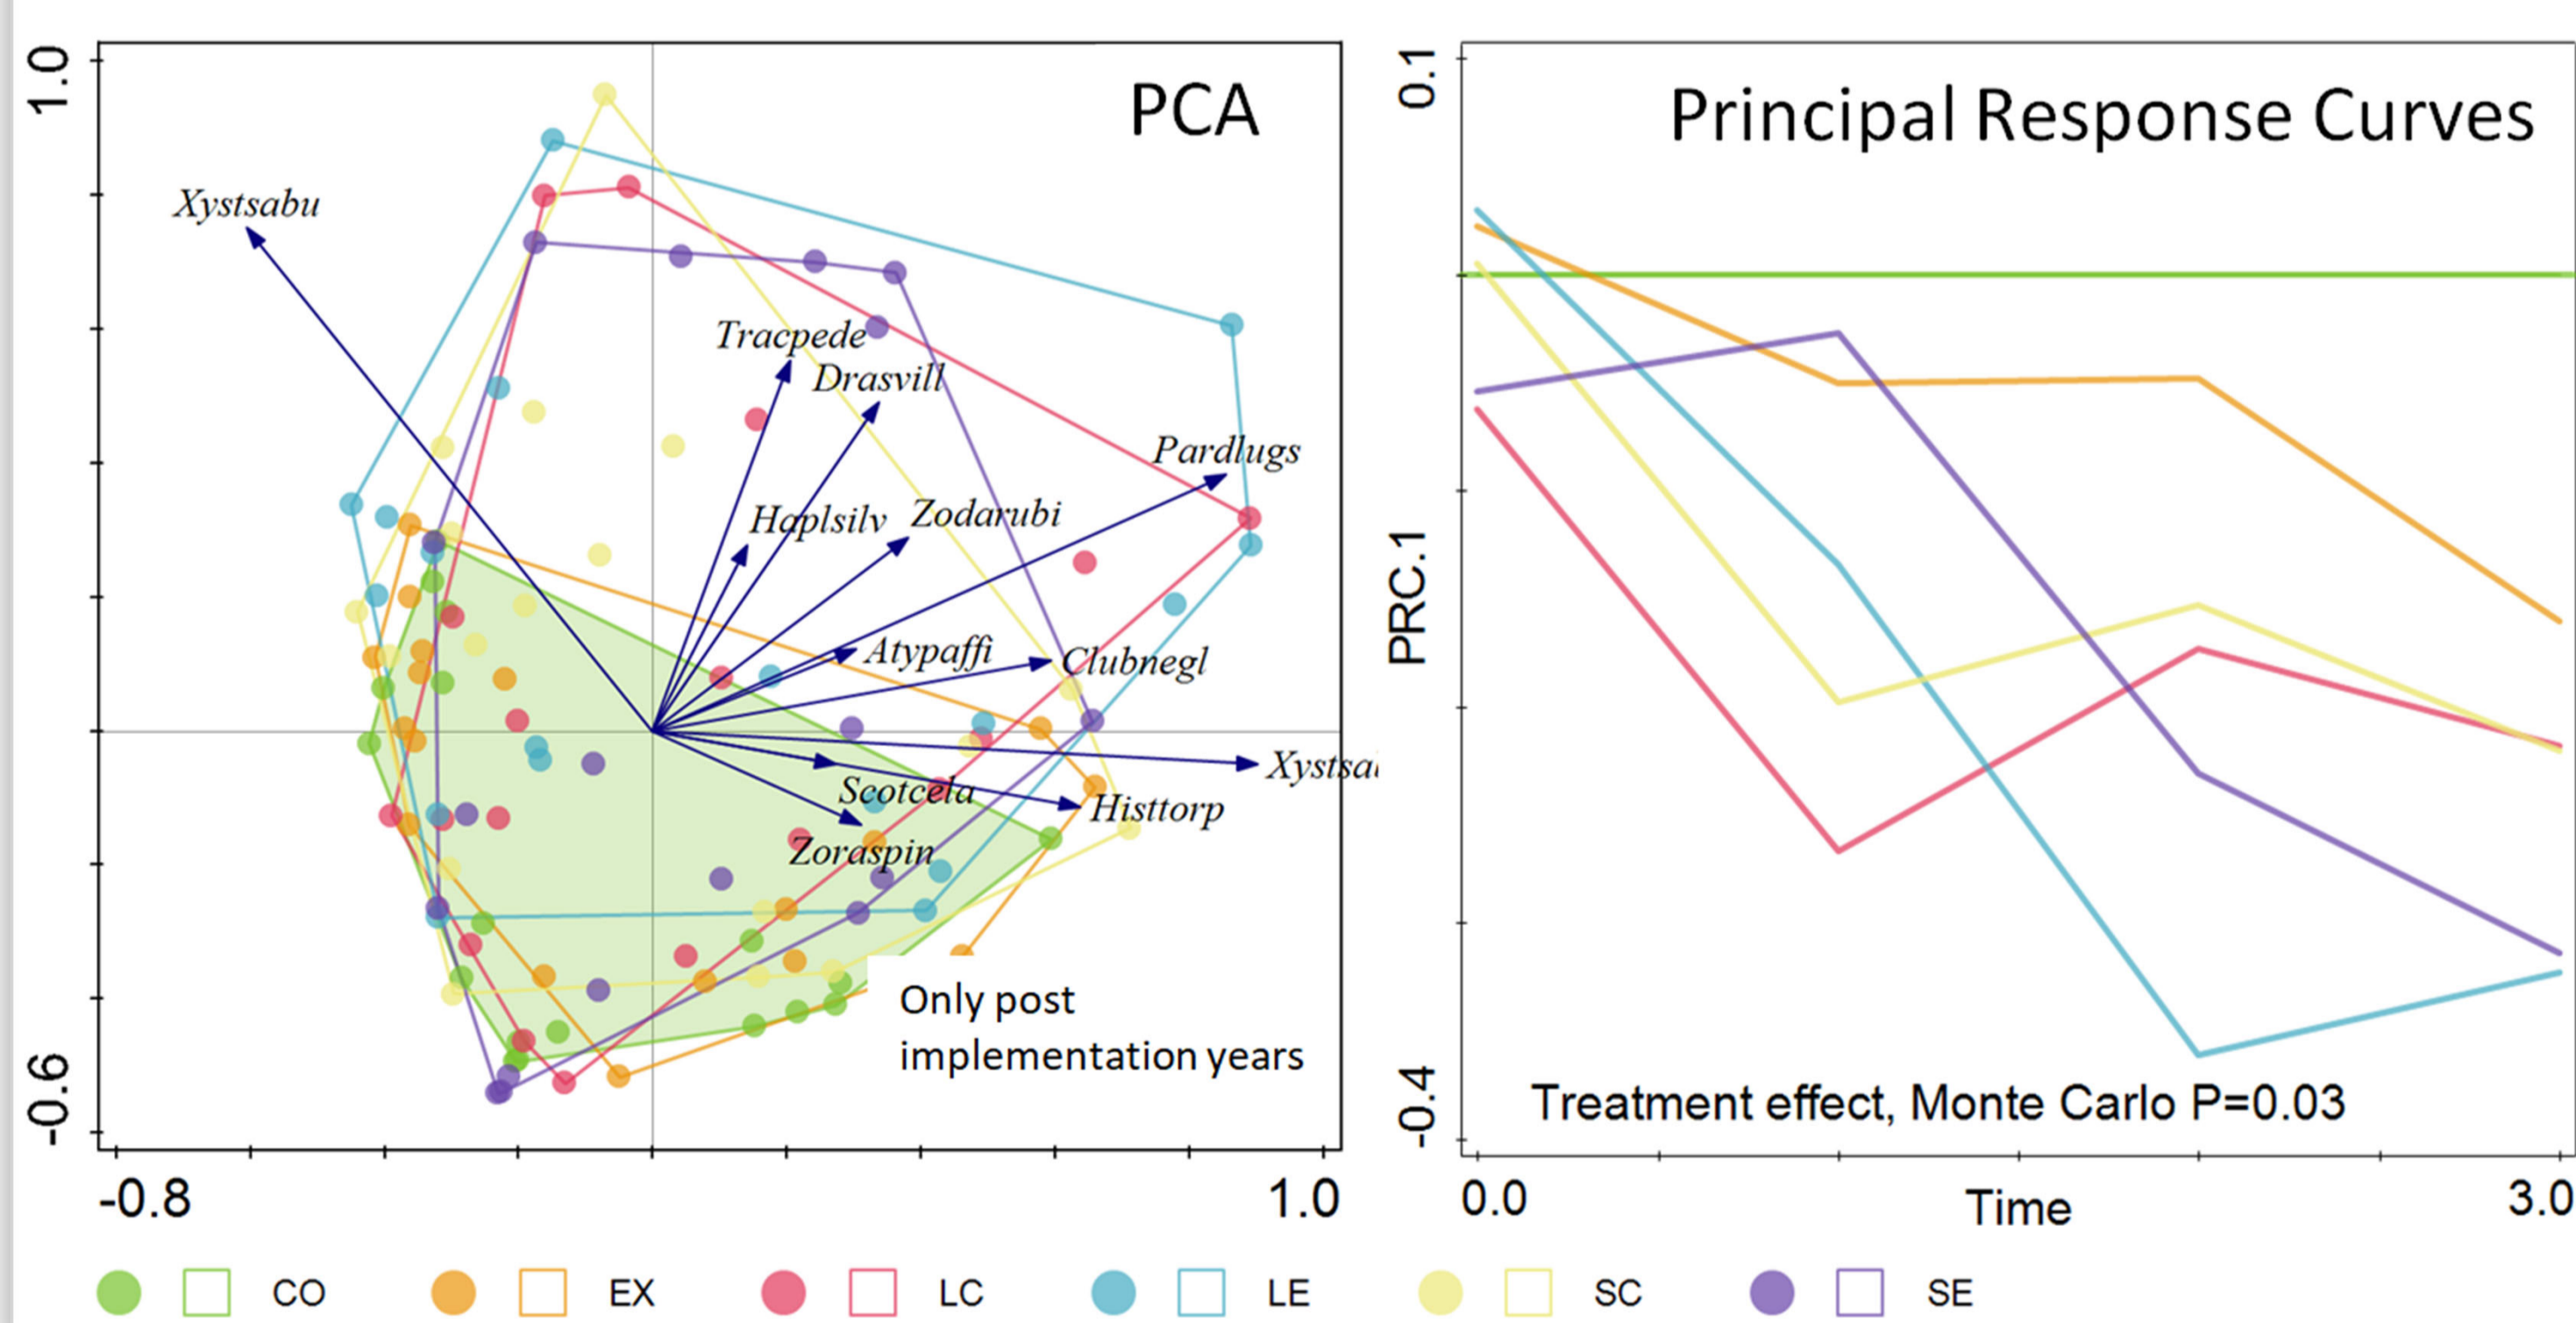 1.0
PCA
Xystsabu
Tracpede
Drasvill
Pardlugs
Haplsilv
Zodarubi
Atypaffi
Clubnegl
Scotcela
Histtorp
Zoraspin
Only post
implementation years
-0.6
-0.8
1.0
0.1
Principal Response Curves
PRC.1
Treatment effect, Monte Carlo P=0.03
-0.4
0.0
Time
3.0
CO EX LC LE SC SE